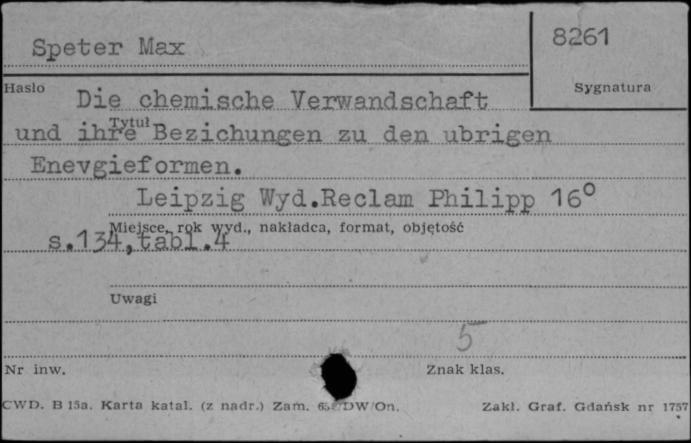 Speter Max
8261
Hasło
Sygnatura
Die chemische Verwandschaft
Tytuł
und ihre Bezichungen zu den ubrigen
Enevgieformen.
Leipzig Wyd.Reclam Philipp 16°
Miejsce, rok wyd., nakładca, format, objętość
s.134,tabl.4
Uwagi
5
Nr inw.
Znak klas.
CWD. B 15a. Karta katal. (z nadr.) Zam. DW/On.
Zakł. Graf. Gdańsk nr 1757